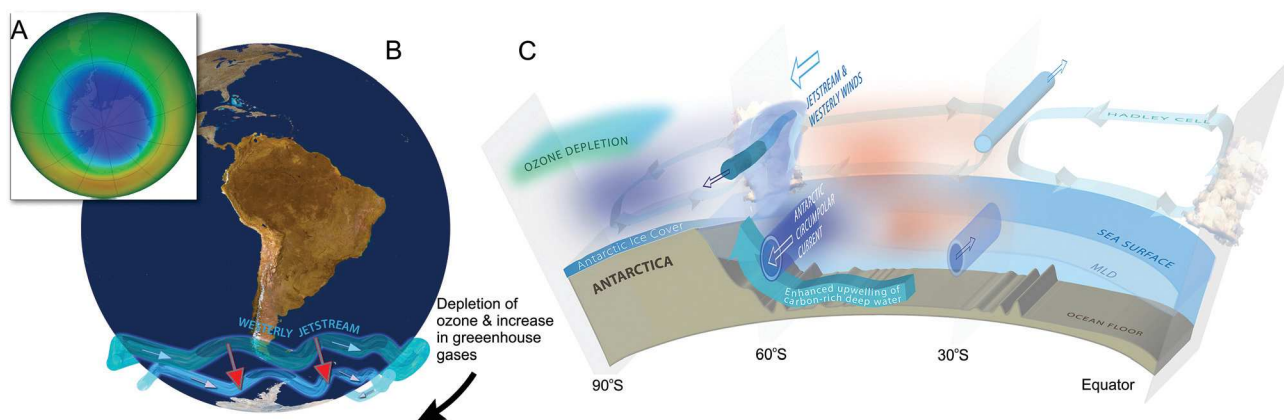 A
B
WESTERLY JETSTREAM
Depletion of
ozone & increase
in greeenhouse
gases
C
OZONE DEPLETION
JETSTREAM &
WESTERLY WINDS
HADLEY CELL
Antarctic Ice Cover
ANTARCTICA
ANTARCTIC
CIRCUMPOLAR
CURRENT
Enhanced upwelling of
carbon-rich deep water
SEA SURFACE
MLD
OCEAN FLOOR
90°S
60°S
30°S
Equator